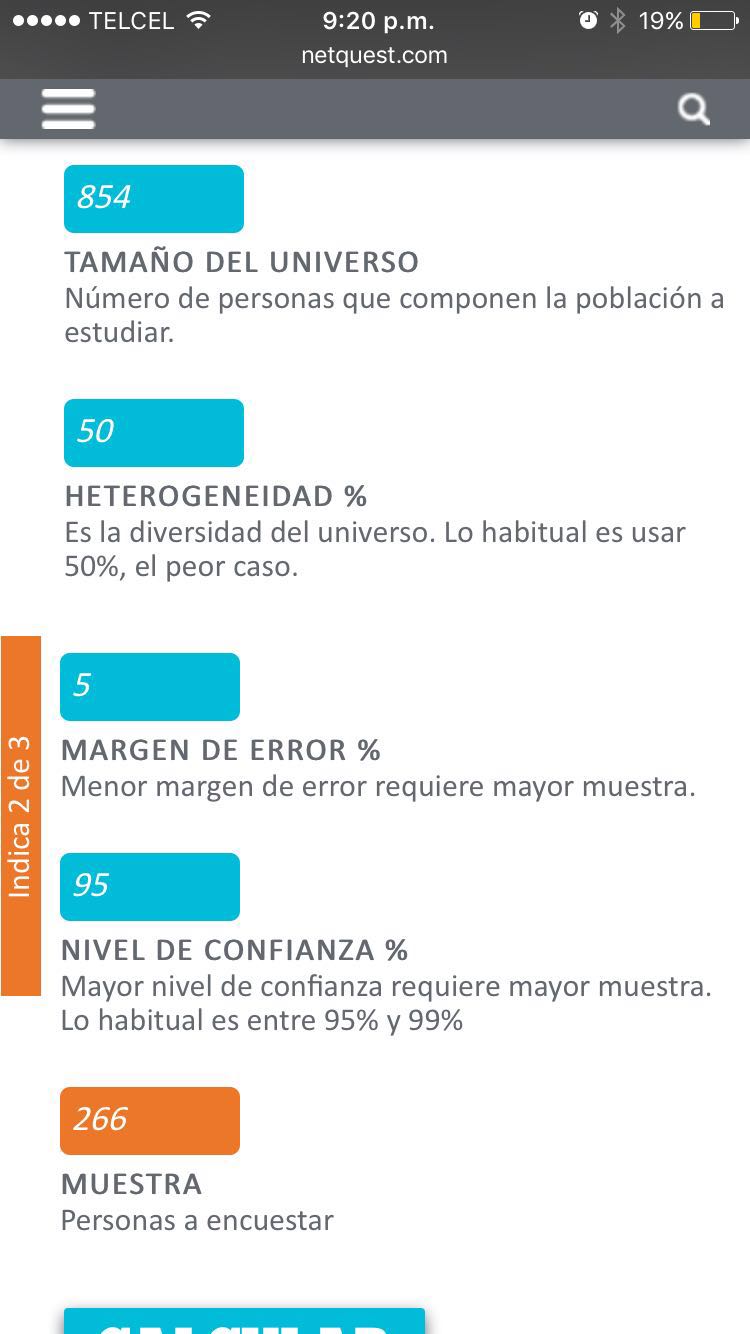 TELCEL 9:20 p.m. 19%
netquest.com
854
TAMAÑO DEL UNIVERSO
Número de personas que componen la población a
estudiar.
50
HETEROGENEIDAD %
Es la diversidad del universo. Lo habitual es usar
50%, el peor caso.
Indica 2 de 3
5
MARGEN DE ERROR %
Menor margen de error requiere mayor muestra.
95
NIVEL DE CONFIANZA %
Mayor nivel de confianza requiere mayor muestra.
Lo habitual es entre 95% y 99%
266
MUESTRA
Personas a encuestar
CALCULAR